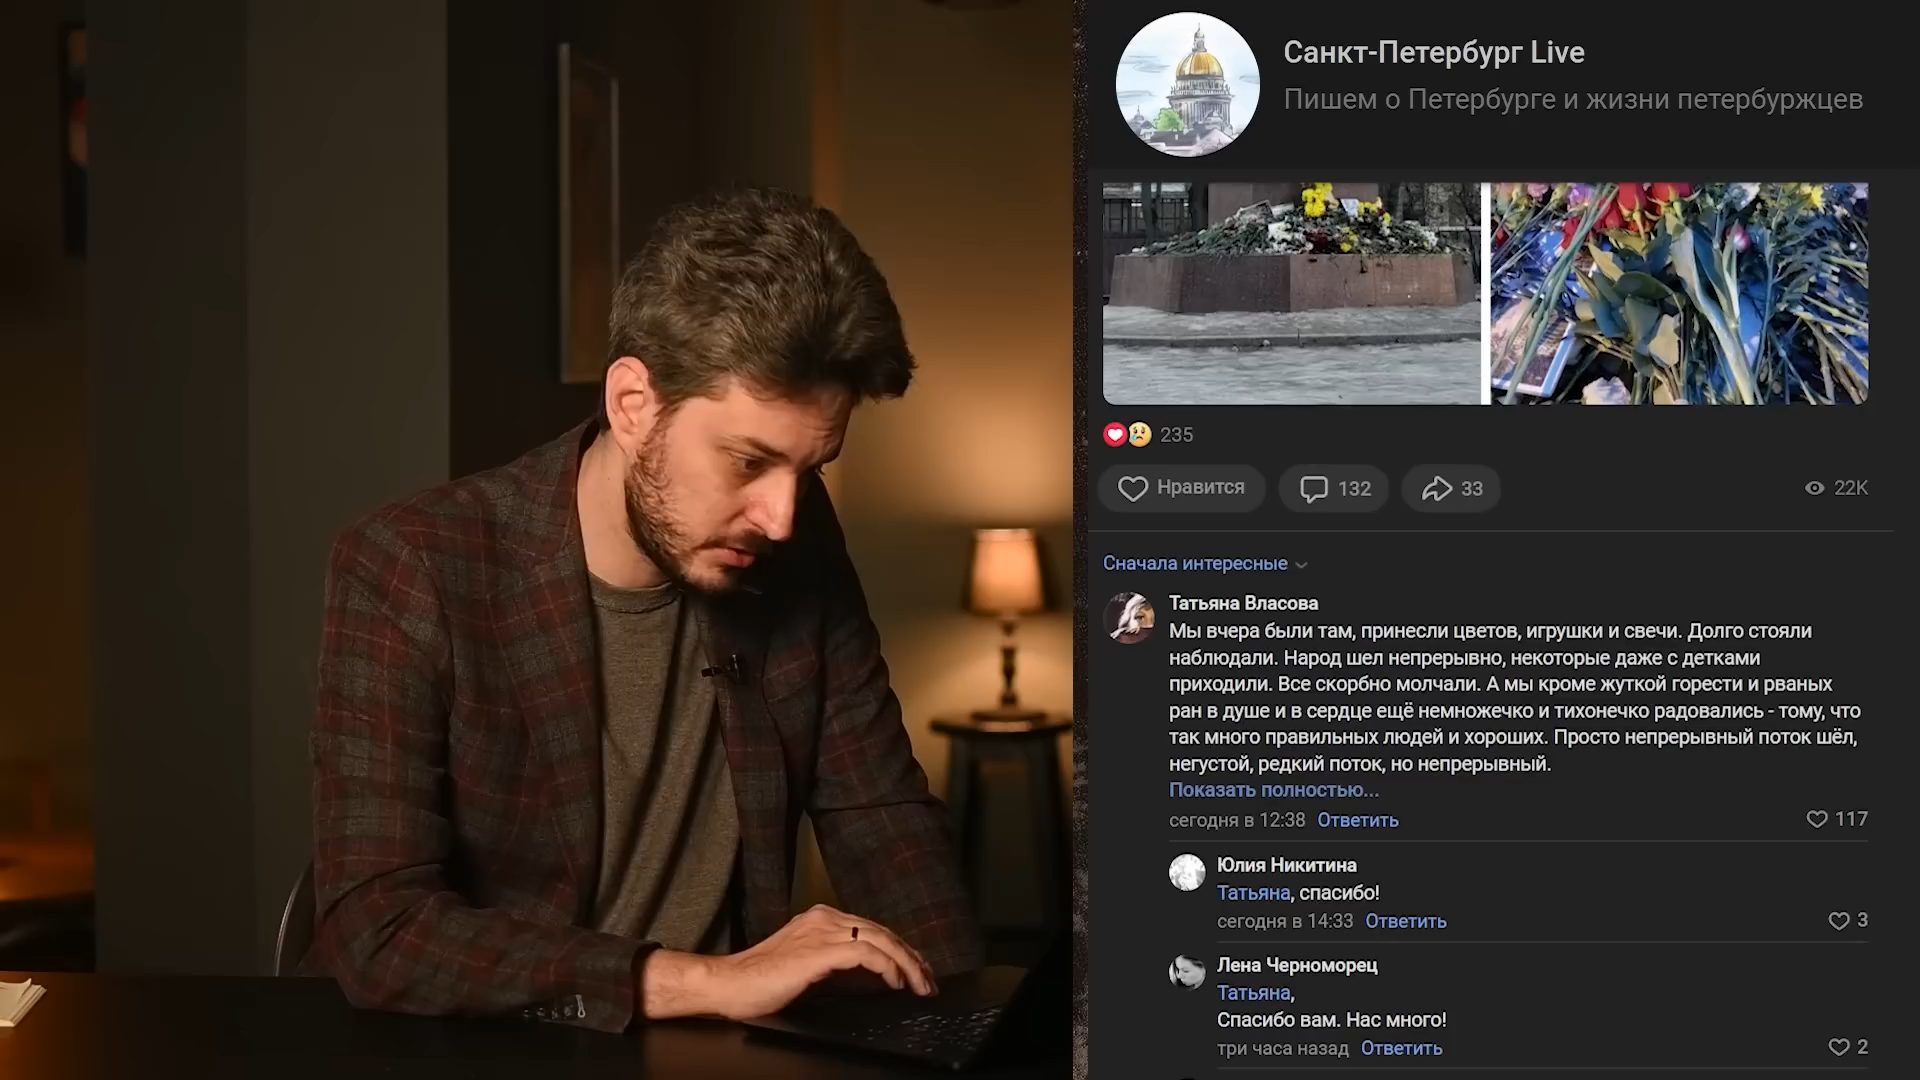 Санкт-Петербург Live
Пишем о Петербурге и жизни петербуржцев
235
Нравится
132
33
22K
Сначала интересные
Татьяна Власова
Мы вчера были там, принесли цветов, игрушки и свечи. Долго стояли
наблюдали. Народ шел непрерывно, некоторые даже с детками
приходили. Все скорбно молчали. А мы кроме жуткой горести и рваных
ран в душе и в сердце ещё немножечко и тихонечко радовались - тому, что
так много правильных людей и хороших. Просто непрерывный поток шёл,
негустой, редкий поток, но непрерывный.
Показать полностью...
сегодня в 12:38 Ответить
117
Юлия Никитина
Татьяна, спасибо!
сегодня в 14:33 Ответить
3
Лена Черноморец
Татьяна,
Спасибо вам. Нас много!
три часа назад Ответить
2